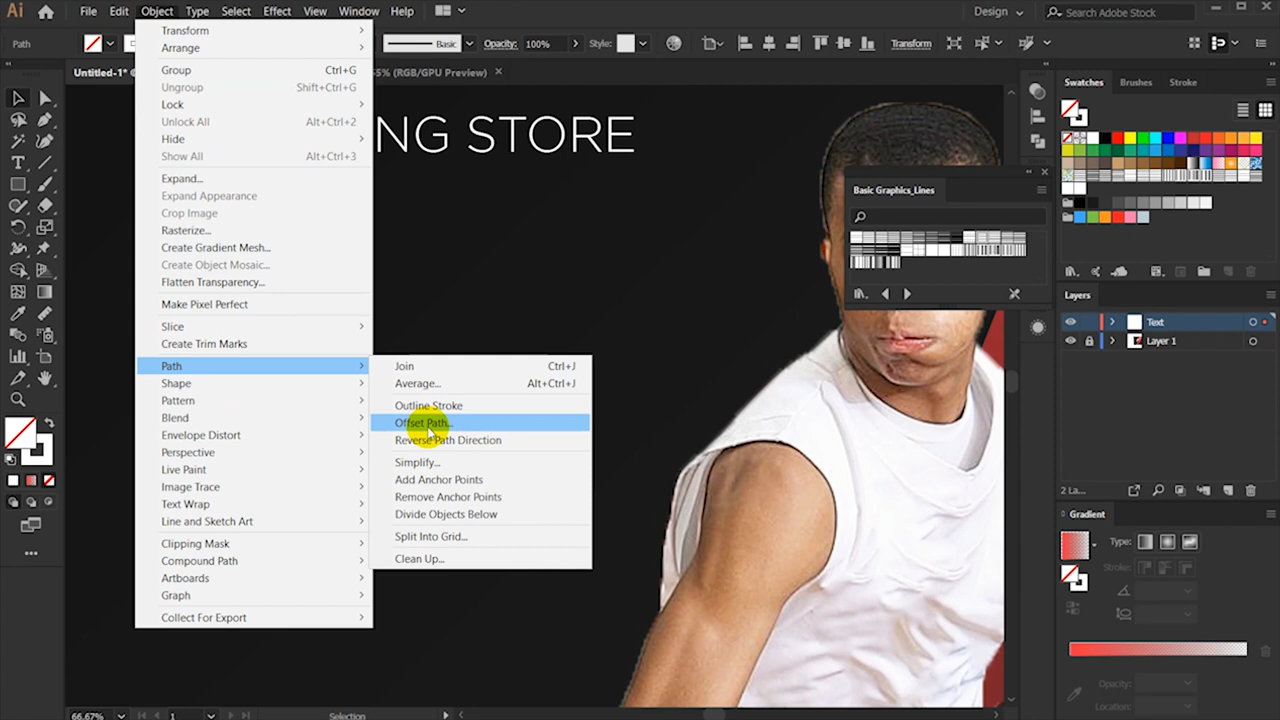 Ai File Edit Object Type Select Effect View Window Help Design Search Adobe Stock
Path Basic Opacity: 100% Style: Transform
Untitled-1* @ 5% (RGB/GPU Preview)
Transform
Arrange
Group Ctrl+G
Ungroup Shift+Ctrl+G
Lock
Unlock All Alt+Ctrl+2
Hide
Show All Alt+Ctrl+3
Expand...
Expand Appearance
Crop Image
Rasterize...
Create Gradient Mesh...
Create Object Mosaic...
Flatten Transparency...
Make Pixel Perfect
Slice
Create Trim Marks
Path
Shape
Pattern
Blend
Envelope Distort
Perspective
Live Paint
Image Trace
Text Wrap
Line and Sketch Art
Clipping Mask
Compound Path
Artboards
Graph
Collect For Export
Join Ctrl+J
Average... Alt+Ctrl+J
Outline Stroke
Offset Path...
Reverse Path Direction
Simplify...
Add Anchor Points
Remove Anchor Points
Divide Objects Below
Split Into Grid...
Clean Up...
NG STORE
Basic Graphics_Lines
Swatches Brushes Stroke
Layers
Text
Layer 1
2 La...
Gradient
Type:
Stroke:
Opacity:
Location:
66.67% 1 Selection